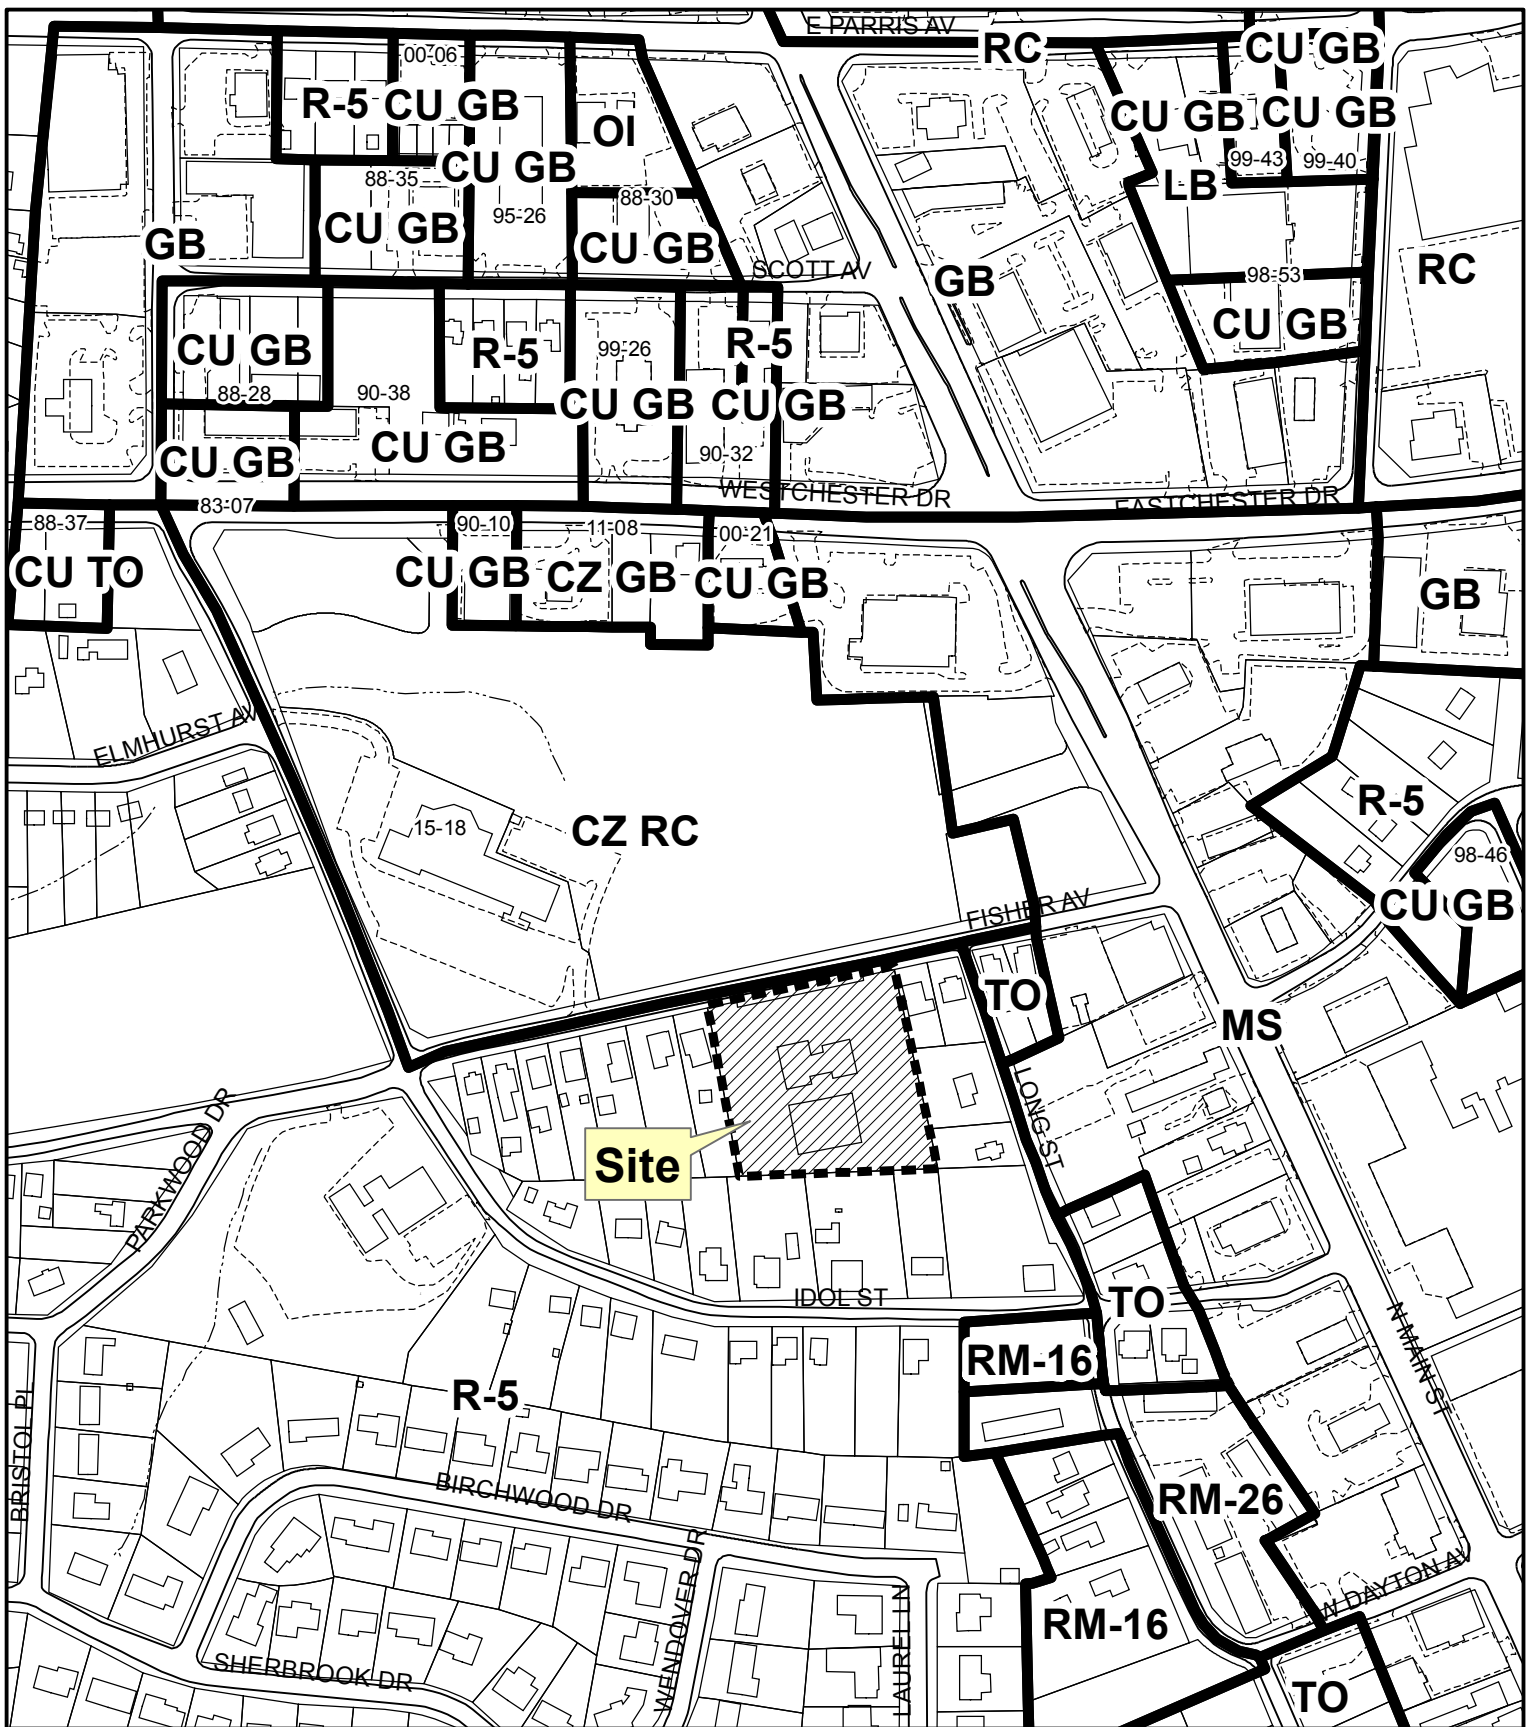 E PARRIS AV
RC
CU GB
00-06
R-5
CU GB
OI
CU GB
CU GB
CU GB
99-43
99-40
88-35
95-26
88-30
LB
GB
CU GB
CU GB
SCOTT AV
GB
98-53
RC
CU GB
CU GB
R-5
99-26
R-5
88-28
90-38
CU GB
CU GB
CU GB
CU GB
90-32
83-07
WESTCHESTER DR
EASTCHESTER DR
88-37
90-10
11-08
00-21
CU TO
CU GB
CZ GB
CU GB
GB
ELMHURST AV
15-18
CZ RC
R-5
98-46
CU GB
FISHER AV
TO
MS
PARKWOOD DR
LONG ST
Site
IDOL ST
TO
RM-16
N MAIN ST
R-5
BRISTOL PL
BIRCHWOOD DR
RM-26
WENDOVER DR
LAUREL LN
W DAYTON AV
RM-16
SHERBROOK DR
TO